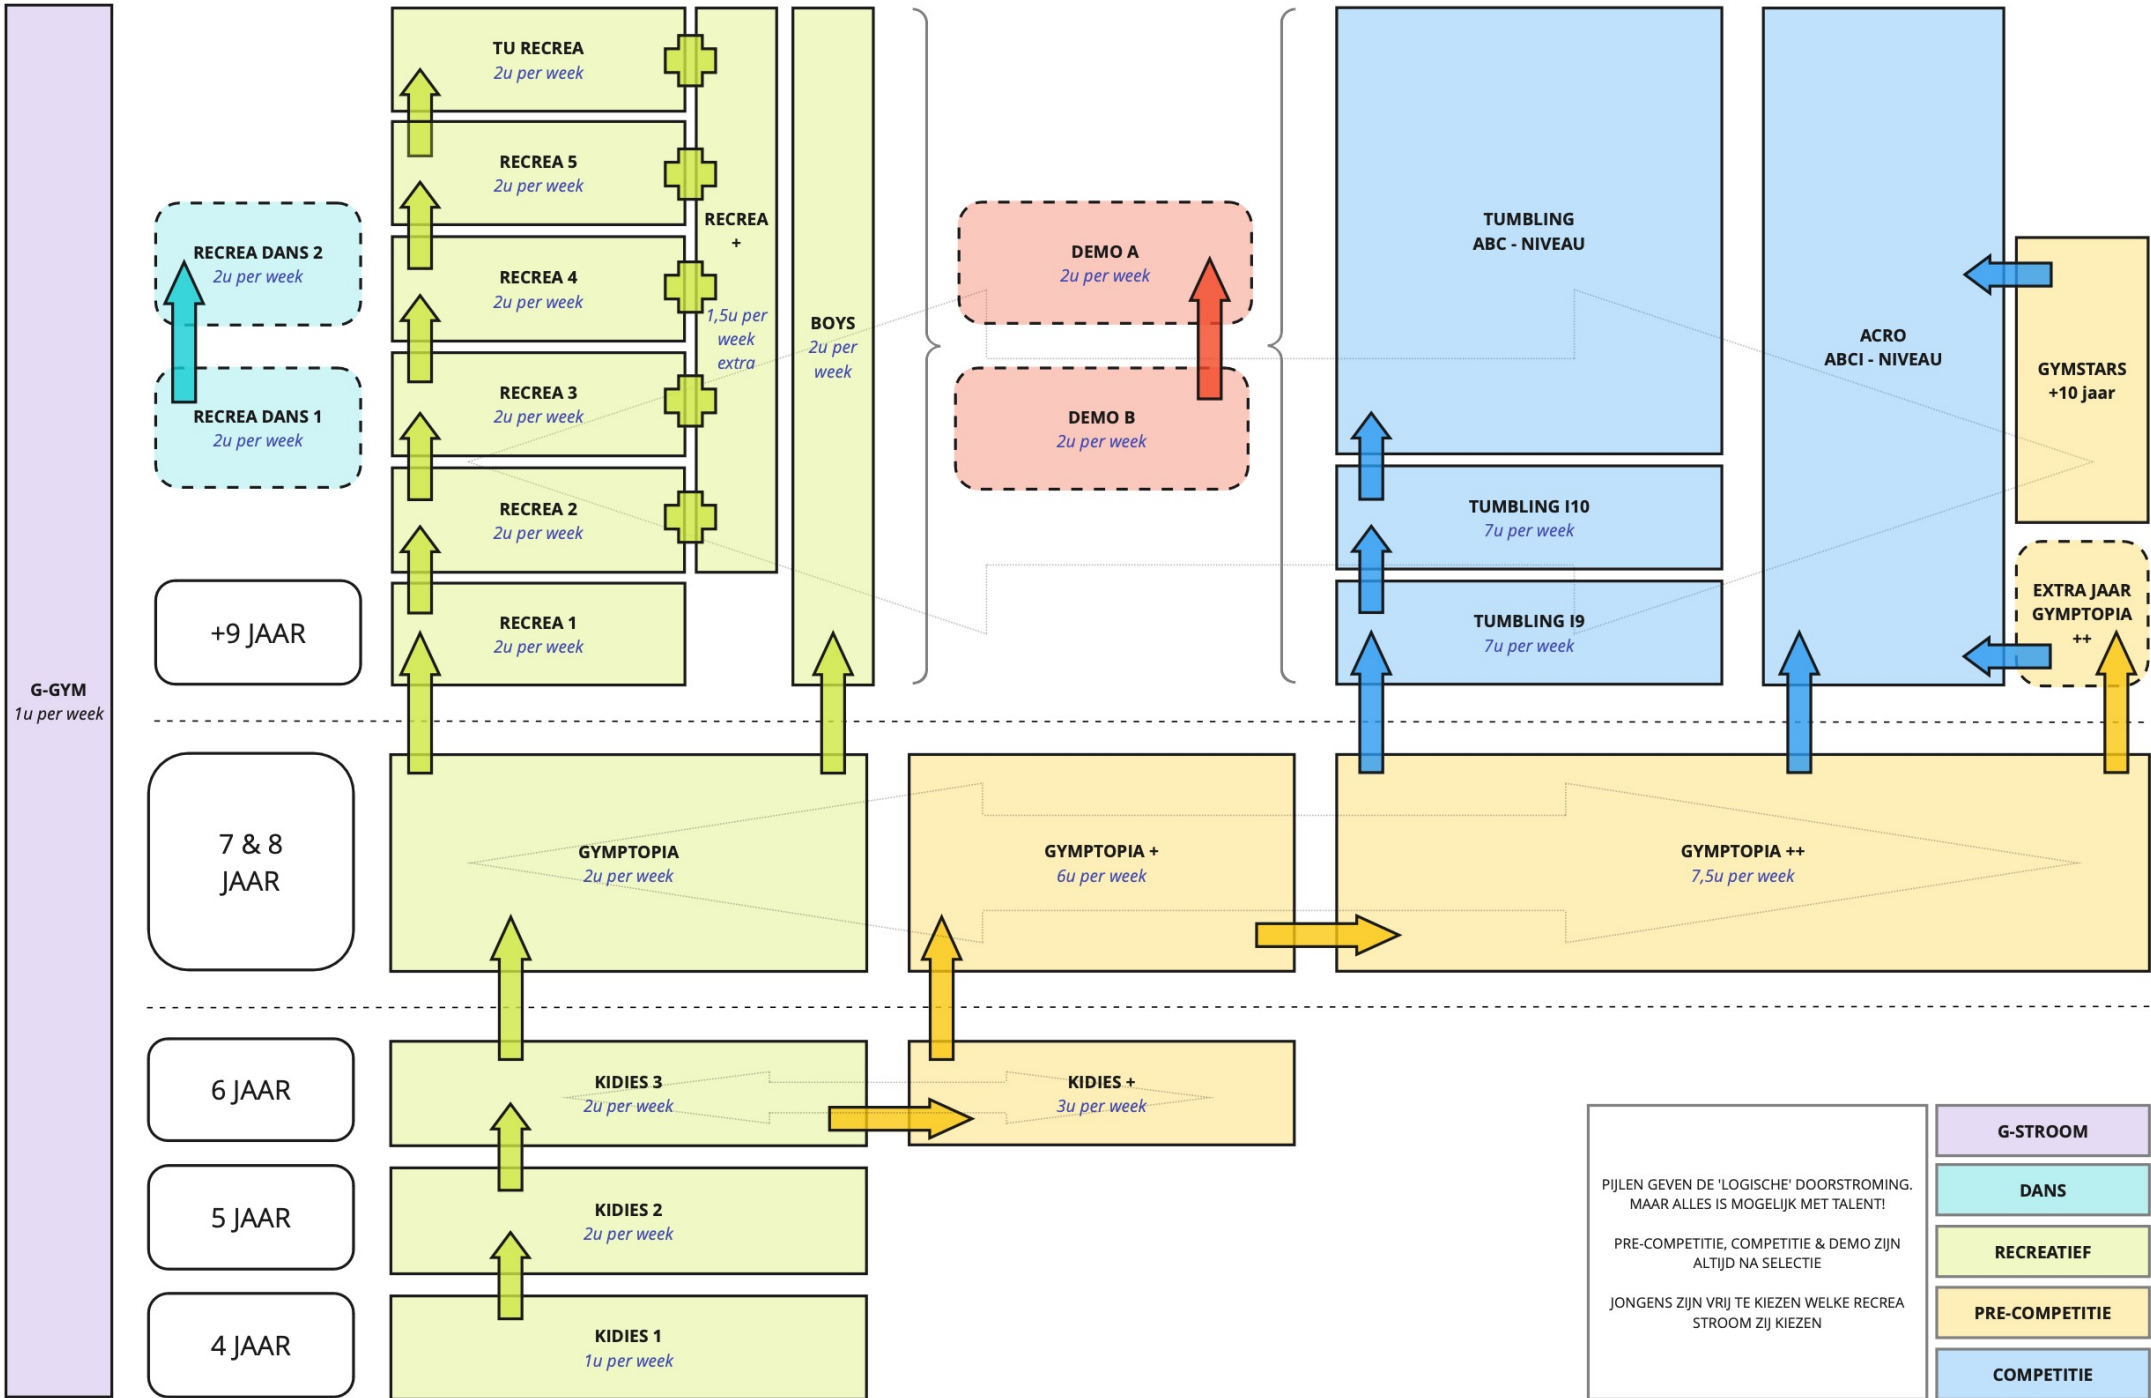 G-GYM
1u per week
RECREA DANS 2
2u per week
RECREA DANS 1
2u per week
TU RECREA
2u per week
RECREA 5
2u per week
RECREA 4
2u per week
RECREA 3
2u per week
RECREA 2
2u per week
RECREA 1
2u per week
RECREA
+
1,5u per
week
extra
BOYS
2u per
week
DEMO A
2u per week
DEMO B
2u per week
TUMBLING
ABC - NIVEAU
TUMBLING I10
7u per week
TUMBLING I9
7u per week
ACRO
ABCI - NIVEAU
GYMSTARS
+10 jaar
EXTRA JAAR
GYMPTOPIA
++
+9 JAAR
7 & 8
JAAR
GYMPTOPIA
2u per week
GYMPTOPIA +
6u per week
GYMPTOPIA ++
7,5u per week
6 JAAR
KIDIES 3
2u per week
KIDIES +
3u per week
5 JAAR
KIDIES 2
2u per week
4 JAAR
KIDIES 1
1u per week
PIJLEN GEVEN DE 'LOGISCHE' DOORSTROMING.
MAAR ALLES IS MOGELIJK MET TALENT!
PRE-COMPETITIE, COMPETITIE & DEMO ZIJN
ALTIJD NA SELECTIE
JONGENS ZIJN VRIJ TE KIEZEN WELKE RECREA
STROOM ZIJ KIEZEN
G-STROOM
DANS
RECREATIEF
PRE-COMPETITIE
COMPETITIE